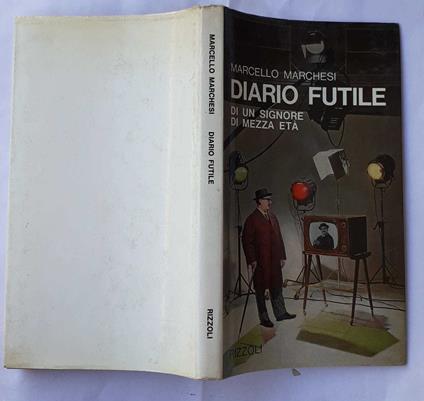 MARCELLO MARCHESI
DIARIO FUTILE
RIZZOLI
MARCELLO MARCHESI
DIARIO FUTILE
DI UN SIGNORE
DI MEZZA ETÀ
RIZZOLI